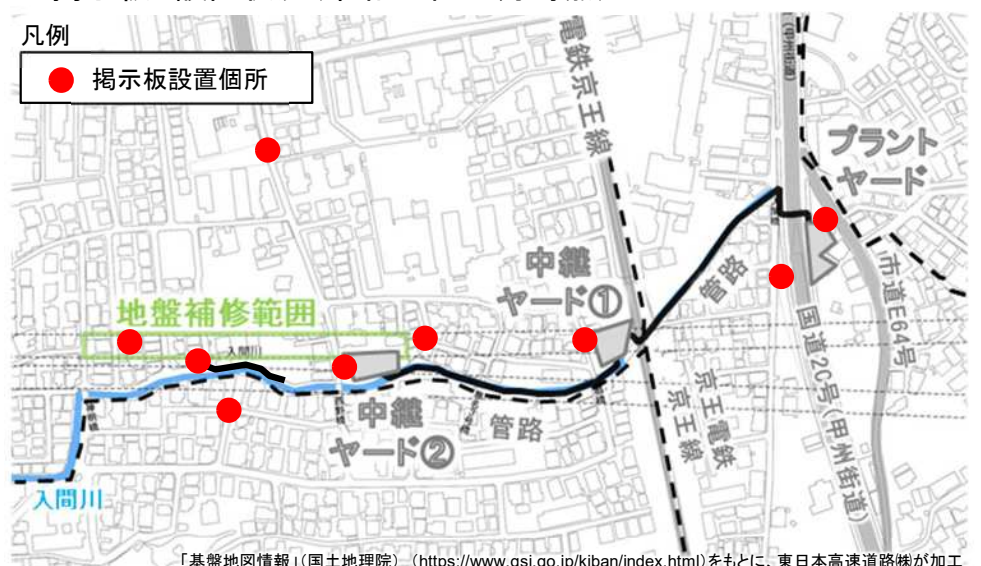 凡例
掲示板設置個所
電鉄京王線
(甲州街道)
プラント
ヤード
中継
ヤード①
管路
市道E64号
地盤補修範囲
入間川
国道20号(甲州街道)
中継
ヤード②
管路
京王電鉄
京王線
入間川
「基盤地図情報」(国土地理院) (https://www.gsi.go.jp/kiban/index.html)をもとに、東日本高速道路㈱が加工